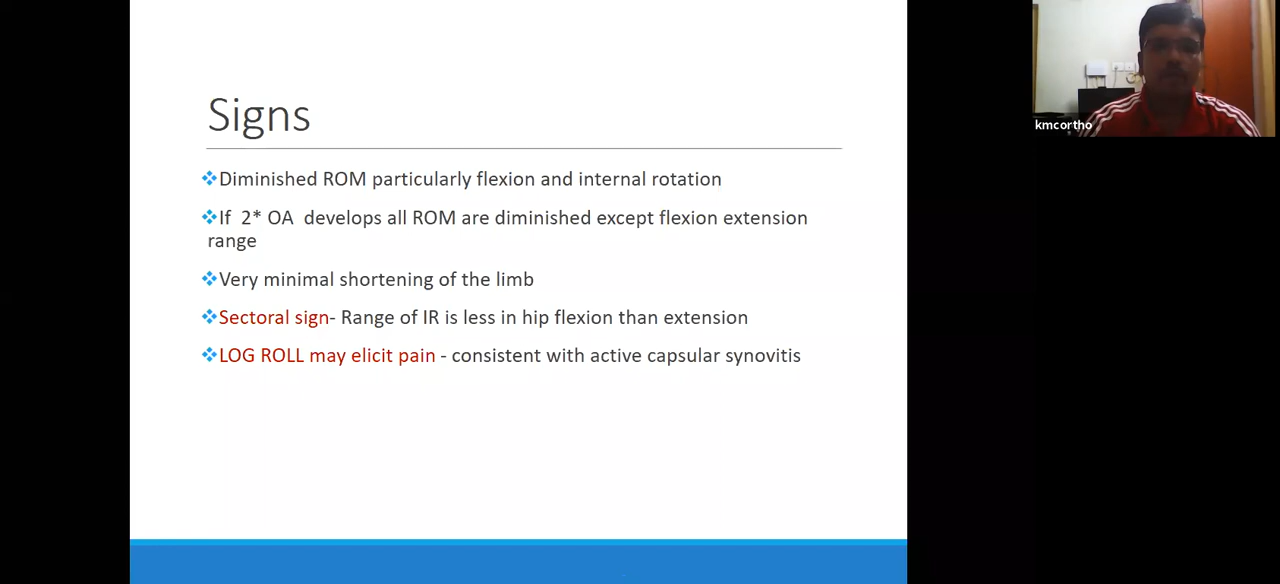 Signs
❖Diminished ROM particularly flexion and internal rotation
❖If 2* OA develops all ROM are diminished except flexion extension
range
❖Very minimal shortening of the limb
❖Sectoral sign- Range of IR is less in hip flexion than extension
❖LOG ROLL may elicit pain - consistent with active capsular synovitis
kmcortho